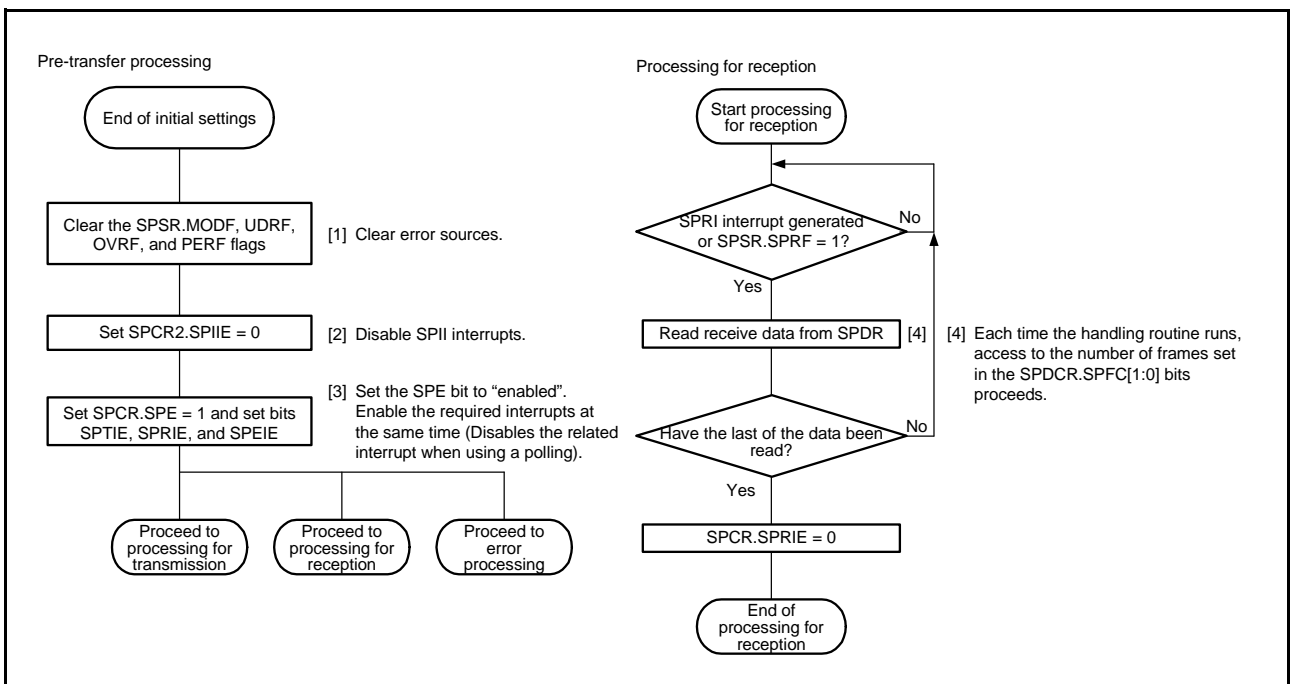 Pre-transfer processing
End of initial settings
Clear the SPSR.MODF, UDRF,
OVRF, and PERF flags
[1] Clear error sources.
Set SPCR2.SPIIE = 0
[2] Disable SPII interrupts.
Set SPCR.SPE = 1 and set bits
SPTIE, SPRIE, and SPEIE
[3] Set the SPE bit to “enabled”.
Enable the required interrupts at
the same time (Disables the related
interrupt when using a polling).
Proceed to
processing for
transmission
Proceed to
processing for
reception
Proceed to
error
processing
Processing for reception
Start processing
for reception
SPRI interrupt generated
or SPSR.SPRF = 1?
No
Yes
Read receive data from SPDR
[4]
[4] Each time the handling routine runs,
access to the number of frames set
in the SPDCR.SPFC[1:0] bits
proceeds.
Have the last of the data been
read?
No
Yes
SPCR.SPRIE = 0
End of
processing for
reception